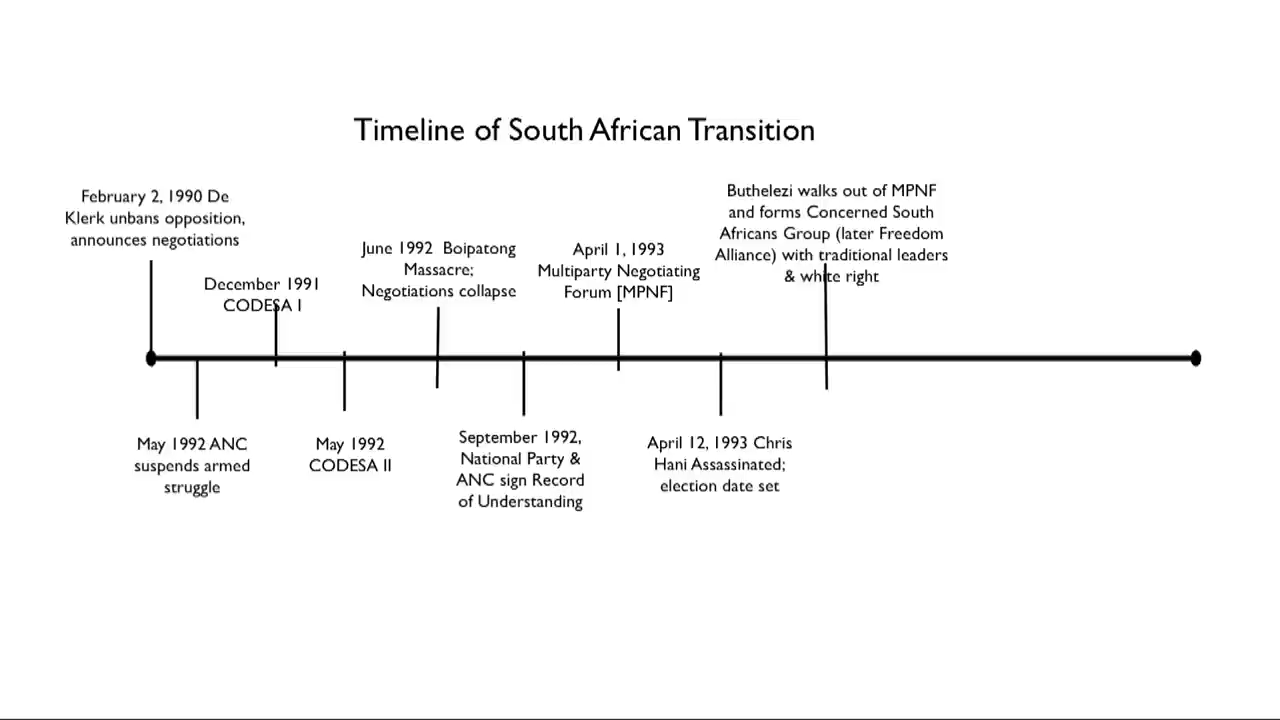 Timeline of South African Transition
February 2, 1990 De
Klerk unbans opposition,
announces negotiations
December 1991
CODESA I
June 1992 Boipatong
Massacre;
Negotiations collapse
April 1, 1993
Multiparty Negotiating
Forum [MPNF]
Buthelezi walks out of MPNF
and forms Concerned South
Africans Group (later Freedom
Alliance) with traditional leaders
& white right
May 1992 ANC
suspends armed
struggle
May 1992
CODESA II
September 1992,
National Party &
ANC sign Record
of Understanding
April 12, 1993 Chris
Hani Assassinated;
election date set